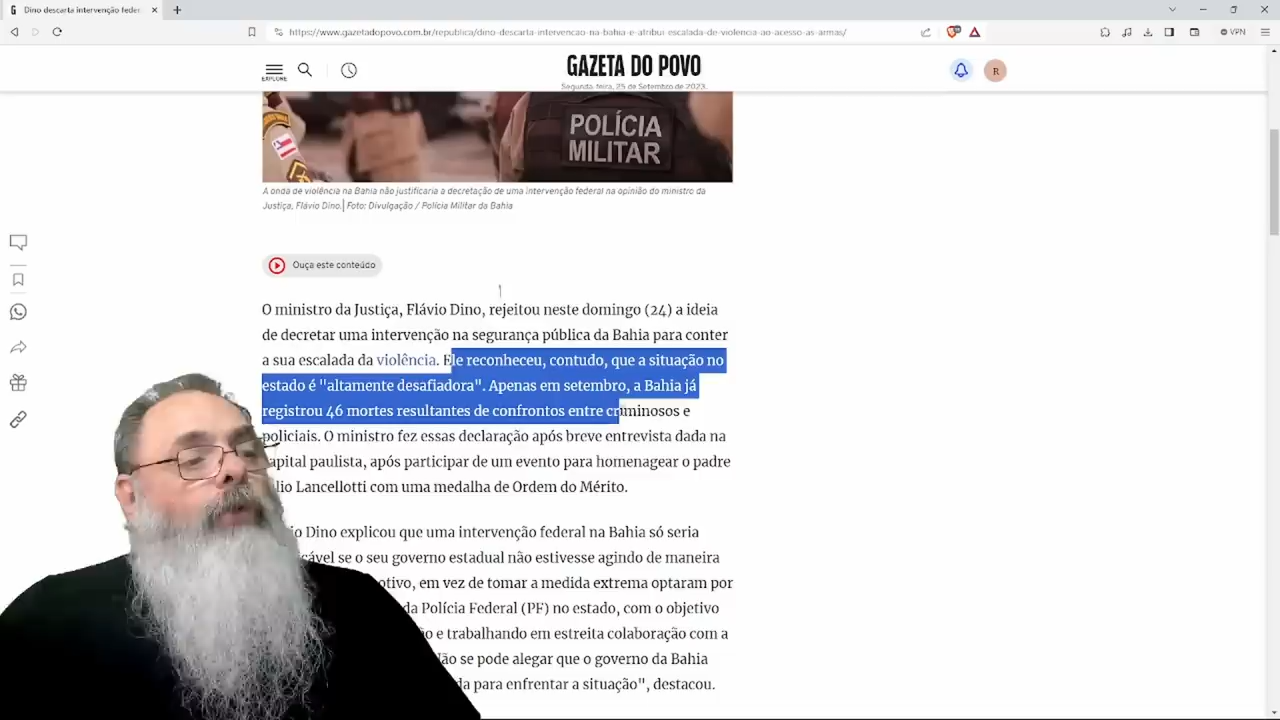 Dino descarta intervenção feder
https://www.gazetadopovo.com.br/republica/dino-descarta-intervencao-na-bahia-e-atribui-escalada-de-violencia-ao-acesso-as-armas/
VPN
EXPLORE
GAZETA DO POVO
Segunda-feira, 25 de Setembro de 2023.
R
POLÍCIA
MILITAR
A onda de violência na Bahia não justificaria a decretação de uma intervenção federal na opinião do ministro da
Justiça, Flávio Dino.| Foto: Divulgação / Polícia Militar da Bahia
Ouça este conteúdo
O ministro da Justiça, Flávio Dino, rejeitou neste domingo (24) a ideia
de decretar uma intervenção na segurança pública da Bahia para conter
a sua escalada da violência. Ele reconheceu, contudo, que a situação no
estado é "altamente desafiadora". Apenas em setembro, a Bahia já
registrou 46 mortes resultantes de confrontos entre criminosos e
policiais. O ministro fez essas declaração após breve entrevista dada na
capital paulista, após participar de um evento para homenagear o padre
lio Lancellotti com uma medalha de Ordem do Mérito.
io Dino explicou que uma intervenção federal na Bahia só seria
cável se o seu governo estadual não estivesse agindo de maneira
otivo, em vez de tomar a medida extrema optaram por
da Polícia Federal (PF) no estado, com o objetivo
o e trabalhando em estreita colaboração com a
Não se pode alegar que o governo da Bahia
da para enfrentar a situação", destacou.